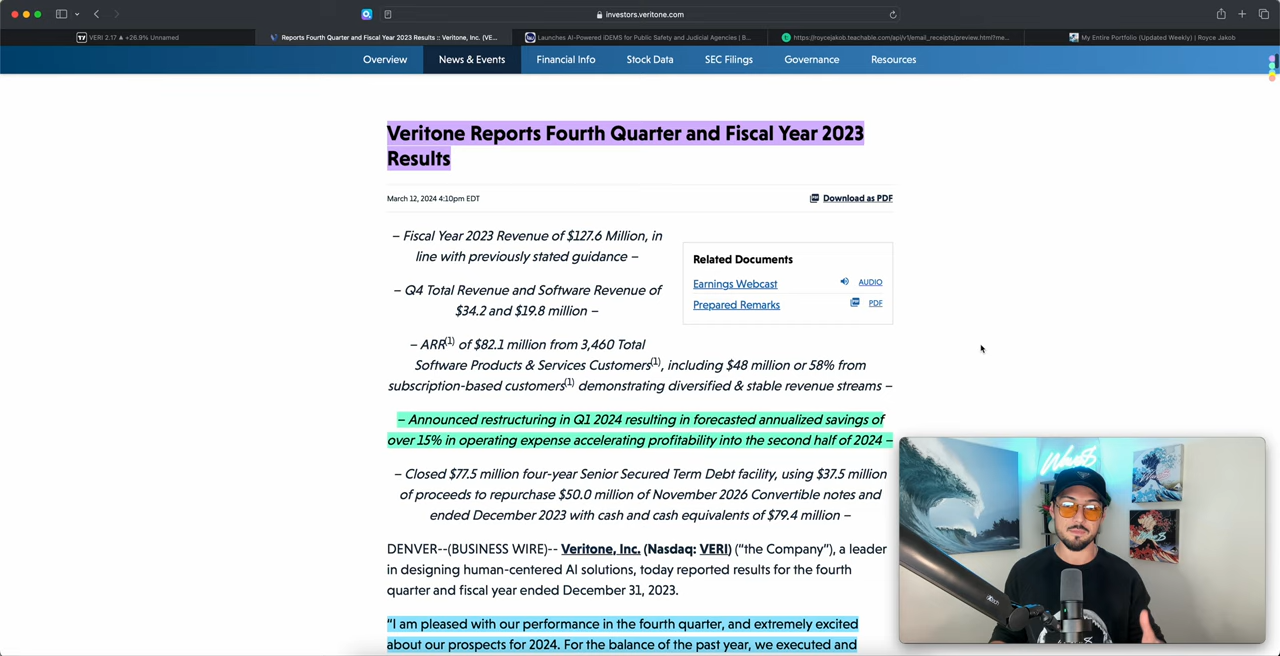 investors.veritone.com
VERI 2.17 ▲ +26.9% Unnamed
Reports Fourth Quarter and Fiscal Year 2023 Results :: Veritone, Inc. (VE...
Launches AI-Powered iDEMS for Public Safety and Judicial Agencies | B...
https://roycejakob.teachable.com/api/v1/email_receipts/preview.html?me...
My Entire Portfolio (Updated Weekly) | Royce Jakob
Overview
News & Events
Financial Info
Stock Data
SEC Filings
Governance
Resources
Veritone Reports Fourth Quarter and Fiscal Year 2023
Results
March 12, 2024 4:10pm EDT
Download as PDF
– Fiscal Year 2023 Revenue of $127.6 Million, in
line with previously stated guidance –
– Q4 Total Revenue and Software Revenue of
$34.2 and $19.8 million –
Related Documents
Earnings Webcast AUDIO
Prepared Remarks PDF
– ARR(1) of $82.1 million from 3,460 Total
Software Products & Services Customers(1), including $48 million or 58% from
subscription-based customers(1) demonstrating diversified & stable revenue streams –
– Announced restructuring in Q1 2024 resulting in forecasted annualized savings of
over 15% in operating expense accelerating profitability into the second half of 2024 –
– Closed $77.5 million four-year Senior Secured Term Debt facility, using $37.5 million
of proceeds to repurchase $50.0 million of November 2026 Convertible notes and
ended December 2023 with cash and cash equivalents of $79.4 million –
DENVER--(BUSINESS WIRE)-- Veritone, Inc. (Nasdaq: VERI) (“the Company”), a leader
in designing human-centered AI solutions, today reported results for the fourth
quarter and fiscal year ended December 31, 2023.
“I am pleased with our performance in the fourth quarter, and extremely excited
about our prospects for 2024. For the balance of the past year, we executed and